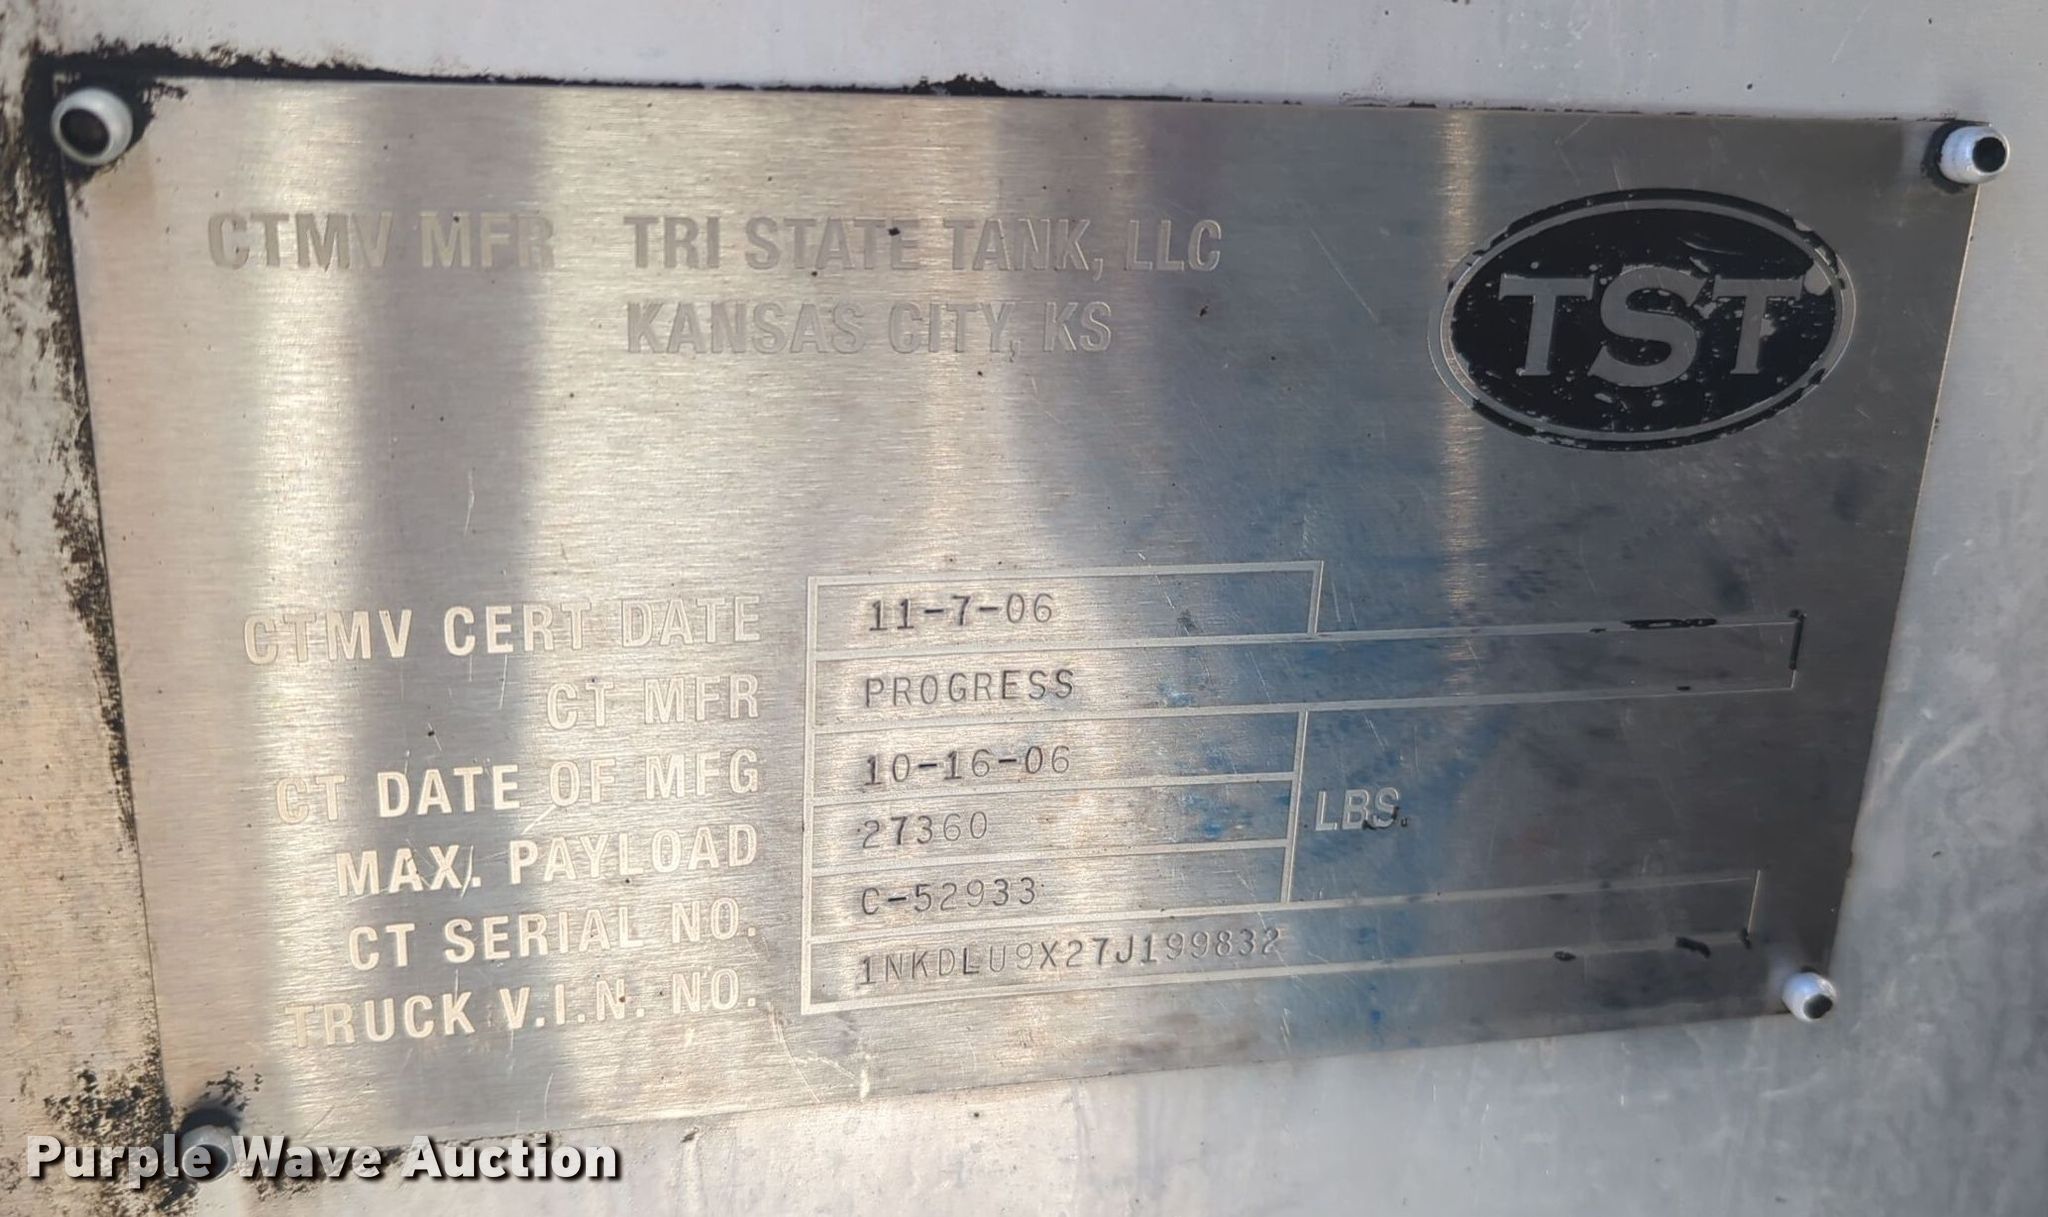 CTMV MFR TRI STATE TANK, LLC
KANSAS CITY, KS
TST
CTMV CERT DATE 11-7-06
CT MFR PROGRESS
CT DATE OF MFG 10-16-06
MAX. PAYLOAD 27360 LBS.
CT SERIAL NO. C-52933
TRUCK V.I.N. NO. 1NKDLU9X27J199832
Purple Wave Auction